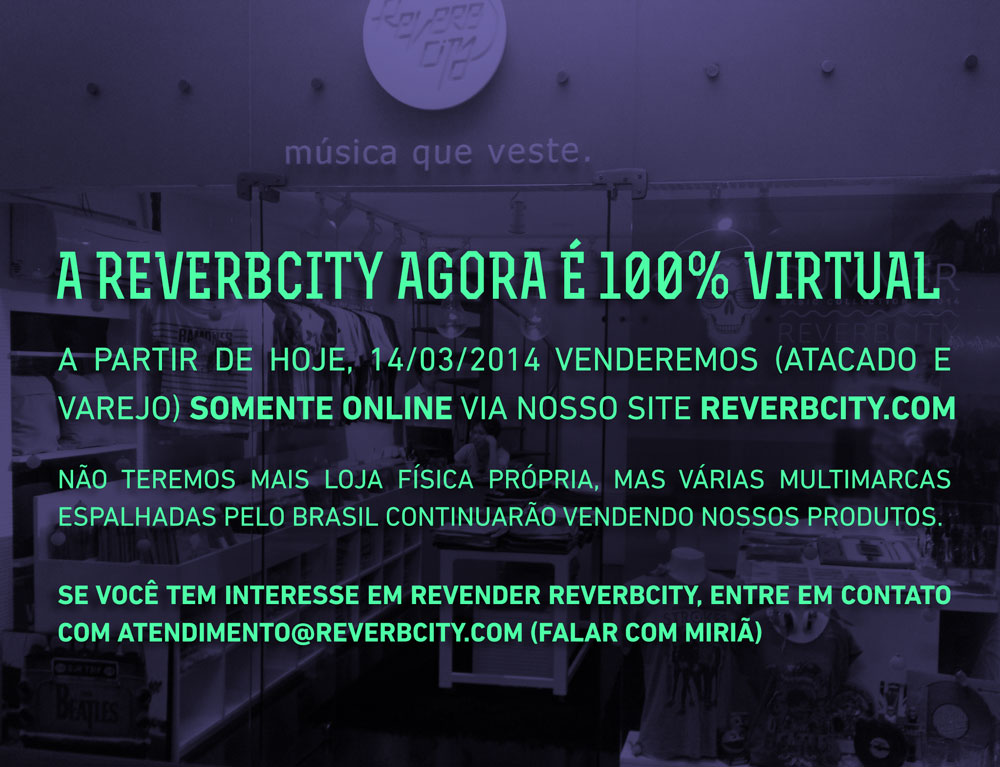 Reverb
city
música que veste.
A REVERBCITY AGORA É 100% VIRTUAL
A PARTIR DE HOJE, 14/03/2014 VENDEREMOS (ATACADO E
VAREJO) SOMENTE ONLINE VIA NOSSO SITE REVERBCITY.COM
REVERBCITY
RAMONES
NÃO TEREMOS MAIS LOJA FÍSICA PRÓPRIA, MAS VÁRIAS MULTIMARCAS
ESPALHADAS PELO BRASIL CONTINUARÃO VENDENDO NOSSOS PRODUTOS.
SE VOCÊ TEM INTERESSE EM REVENDER REVERBCITY, ENTRE EM CONTATO
COM ATENDIMENTO@REVERBCITY.COM (FALAR COM MIRIÃ)
BEATLES